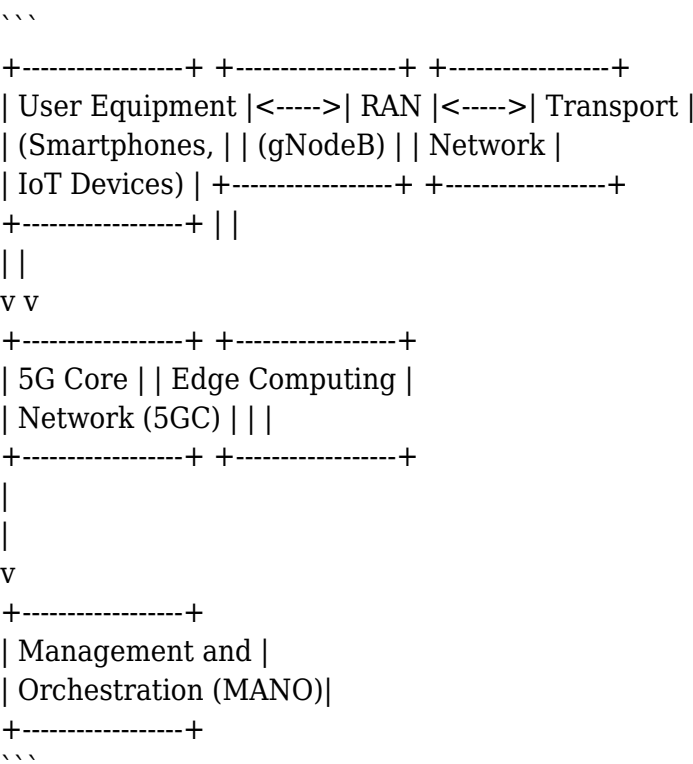 ```
+------------------+ +------------------+ +------------------+
| User Equipment |<----->| RAN |<----->| Transport |
| (Smartphones, | | (gNodeB) | | Network |
| IoT Devices) | +------------------+ +------------------+
+------------------+ | |
| |
v v
+------------------+ +------------------+
| 5G Core | | Edge Computing |
| Network (5GC) | | |
+------------------+ +------------------+
|
|
v
+------------------+
| Management and |
| Orchestration (MANO)|
+------------------+
```